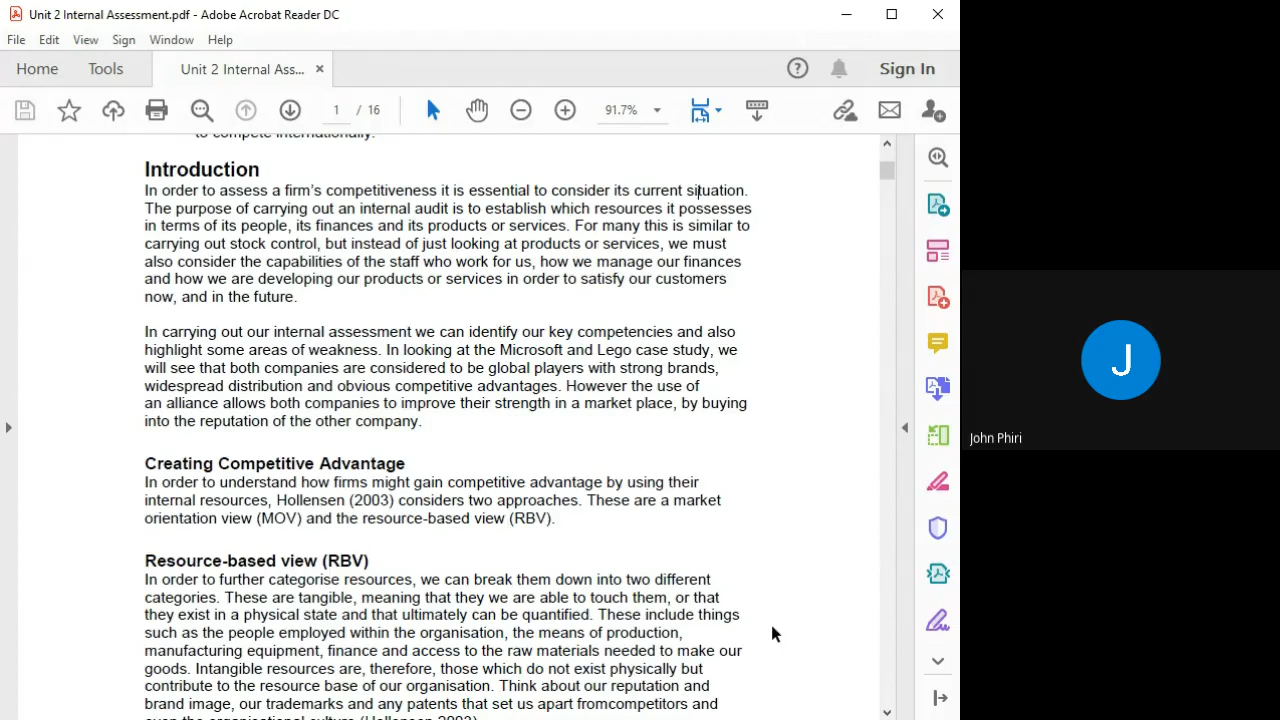 Unit 2 Internal Assessment.pdf - Adobe Acrobat Reader DC
File Edit View Sign Window Help
Home Tools Unit 2 Internal Ass... × Sign In
1 / 16 91.7%
to compete internationally.
Introduction
In order to assess a firm's competitiveness it is essential to consider its current situation.
The purpose of carrying out an internal audit is to establish which resources it possesses
in terms of its people, its finances and its products or services. For many this is similar to
carrying out stock control, but instead of just looking at products or services, we must
also consider the capabilities of the staff who work for us, how we manage our finances
and how we are developing our products or services in order to satisfy our customers
now, and in the future.
In carrying out our internal assessment we can identify our key competencies and also
highlight some areas of weakness. In looking at the Microsoft and Lego case study, we
will see that both companies are considered to be global players with strong brands,
widespread distribution and obvious competitive advantages. However the use of
an alliance allows both companies to improve their strength in a market place, by buying
into the reputation of the other company.
Creating Competitive Advantage
In order to understand how firms might gain competitive advantage by using their
internal resources, Hollensen (2003) considers two approaches. These are a market
orientation view (MOV) and the resource-based view (RBV).
Resource-based view (RBV)
In order to further categorise resources, we can break them down into two different
categories. These are tangible, meaning that they we are able to touch them, or that
they exist in a physical state and that ultimately can be quantified. These include things
such as the people employed within the organisation, the means of production,
manufacturing equipment, finance and access to the raw materials needed to make our
goods. Intangible resources are, therefore, those which do not exist physically but
contribute to the resource base of our organisation. Think about our reputation and
brand image, our trademarks and any patents that set us apart fromcompetitors and
even the organisational culture (Hollensen 2003).
J
John Phiri